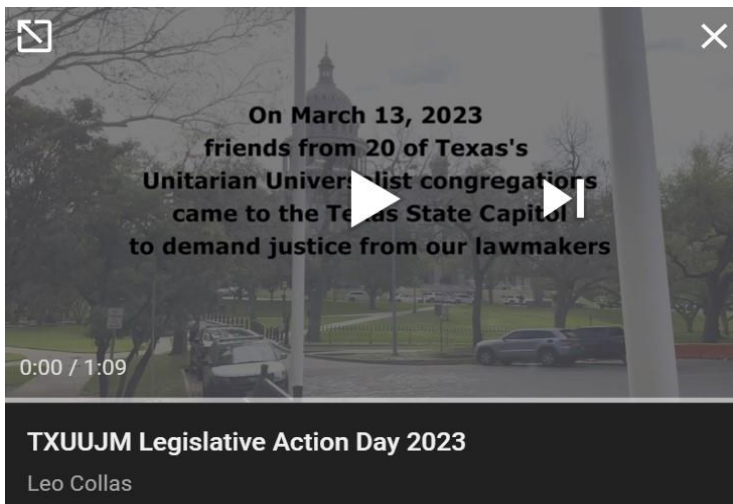 On March 13, 2023
friends from 20 of Texas's
Unitarian Universalist congregations
came to the Texas State Capitol
to demand justice from our lawmakers
0:00 / 1:09
TXUUJM Legislative Action Day 2023
Leo Collas